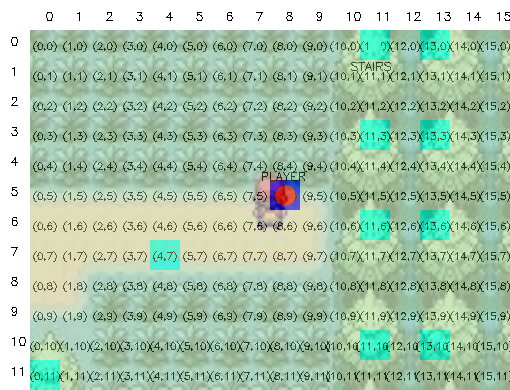 0 1 2 3 4 5 6 7 8 9 10 11 12 13 14 15
0 (0,0) (1,0) (2,0) (3,0) (4,0) (5,0) (6,0) (7,0) (8,0) (9,0) (10,0) (12,0) (13,0) (14,0) (15,0)
STAIRS
1 (0,1) (1,1) (2,1) (3,1) (4,1) (5,1) (6,1) (7,1) (8,1) (9,1) (10,1) (11,1) (12,1) (13,1) (14,1) (15,1)
2 (0,2) (1,2) (2,2) (3,2) (4,2) (5,2) (6,2) (7,2) (8,2) (9,2) (10,2) (11,2) (12,2) (13,2) (14,2) (15,2)
3 (0,3) (1,3) (2,3) (3,3) (4,3) (5,3) (6,3) (7,3) (8,3) (9,3) (10,3) (11,3) (12,3) (13,3) (14,3) (15,3)
4 (0,4) (1,4) (2,4) (3,4) (4,4) (5,4) (6,4) (7,4) (8,4) (9,4) (10,4) (11,4) (12,4) (13,4) (14,4) (15,4)
PLAYER
5 (0,5) (1,5) (2,5) (3,5) (4,5) (5,5) (6,5) (7,5) (9,5) (10,5) (11,5) (12,5) (13,5) (14,5) (15,5)
6 (0,6) (1,6) (2,6) (3,6) (4,6) (5,6) (6,6) (7,6) (8,6) (9,6) (10,6) (11,6) (12,6) (13,6) (14,6) (15,6)
7 (0,7) (1,7) (2,7) (3,7) (4,7) (5,7) (6,7) (7,7) (8,7) (9,7) (10,7) (11,7) (12,7) (13,7) (14,7) (15,7)
8 (0,8) (1,8) (2,8) (3,8) (4,8) (5,8) (6,8) (7,8) (8,8) (9,8) (10,8) (11,8) (12,8) (13,8) (14,8) (15,8)
9 (0,9) (1,9) (2,9) (3,9) (4,9) (5,9) (6,9) (7,9) (8,9) (9,9) (10,9) (11,9) (12,9) (13,9) (14,9) (15,9)
10 (0,10) (1,10) (2,10) (3,10) (4,10) (5,10) (6,10) (7,10) (8,10) (9,10) (10,10) (11,10) (12,10) (13,10) (14,10) (15,10)
11 (0,11) (1,11) (2,11) (3,11) (4,11) (5,11) (6,11) (7,11) (8,11) (9,11) (10,11) (11,11) (12,11) (13,11) (14,11) (15,11)